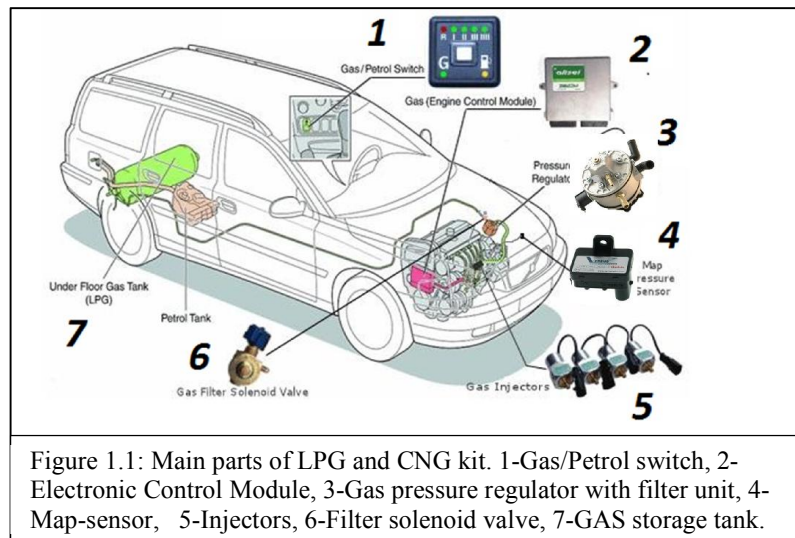 1
2
Gas/Petrol Switch
R I II III IIII
G
Gas (Engine Control Module)
3
Pressure
Regulato
4
Map
ressure
Sensor
Under Floor Gas Tank
(LPG)
Petrol Tank
7
6
Gas Filter Solenoid Valve
Gas Injectors
5
Figure 1.1: Main parts of LPG and CNG kit. 1-Gas/Petrol switch, 2-
Electronic Control Module, 3-Gas pressure regulator with filter unit, 4-
Map-sensor, 5-Injectors, 6-Filter solenoid valve, 7-GAS storage tank.